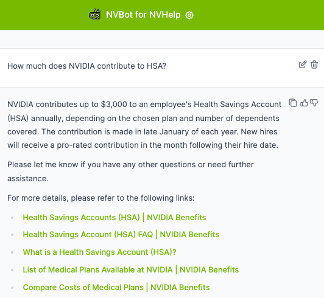 NVBot for NVHelp
How much does NVIDIA contribute to HSA?
NVIDIA contributes up to $3,000 to an employee's Health Savings Account
(HSA) annually, depending on the chosen plan and number of dependents
covered. The contribution is made in late January of each year. New hires
will receive a pro-rated contribution in the month following their hire date.
Please let me know if you have any other questions or need further
assistance.
For more details, please refer to the following links:
Health Savings Accounts (HSA) | NVIDIA Benefits
Health Savings Account (HSA) FAQ | NVIDIA Benefits
What is a Health Savings Account (HSA)?
List of Medical Plans Available at NVIDIA | NVIDIA Benefits
Compare Costs of Medical Plans | NVIDIA Benefits